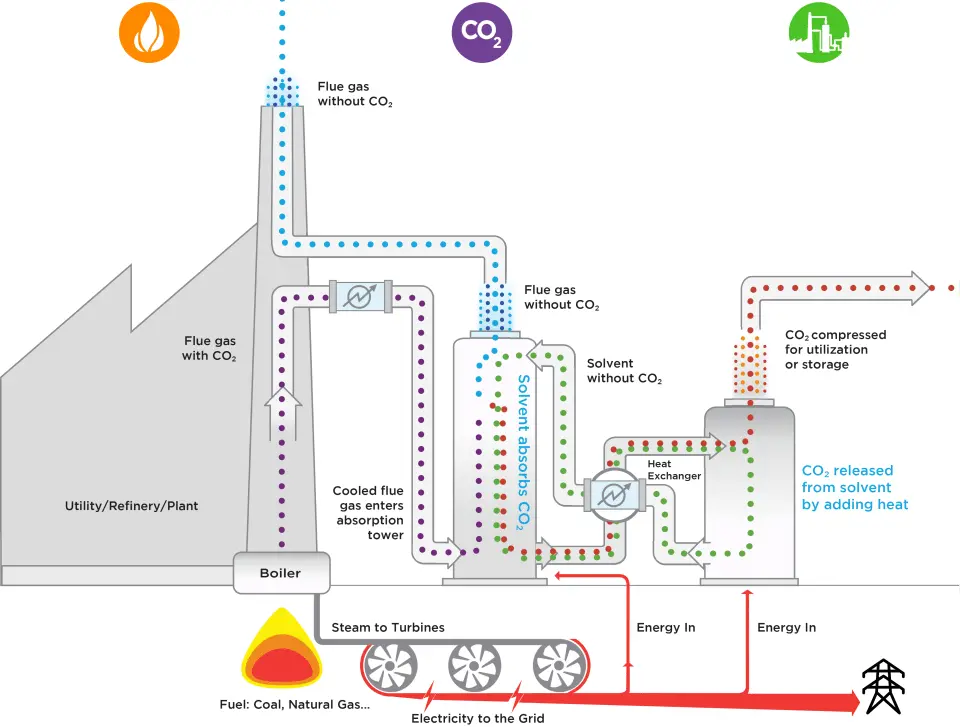 CO₂
Flue gas
without CO₂
Flue gas
without CO₂
Flue gas
with CO₂
CO₂ compressed
for utilization
or storage
Solvent
without CO₂
Solvent absorbs CO₂
Heat
Exchanger
CO₂ released
from solvent
by adding heat
Cooled flue
gas enters
absorption
tower
Utility/Refinery/Plant
Boiler
Steam to Turbines
Energy In
Energy In
Fuel: Coal, Natural Gas...
Electricity to the Grid